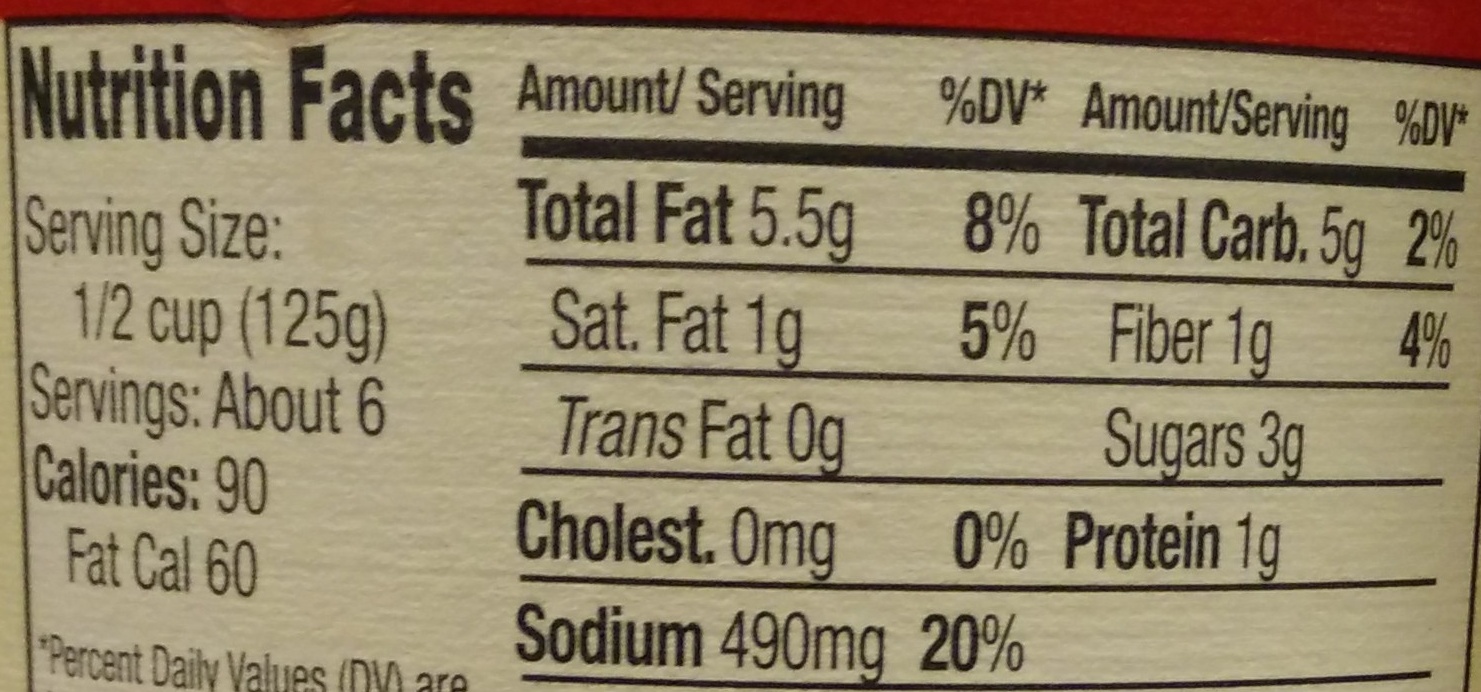 Nutrition Facts
Serving Size:
1/2 cup (125g)
Servings: About 6
Calories: 90
Fat Cal 60
*Percent Daily Values (DV) are
Amount/ Serving %DV* Amount/Serving %DV*
Total Fat 5.5g 8% Total Carb. 5g 2%
Sat. Fat 1g 5% Fiber 1g 4%
Trans Fat 0g Sugars 3g
Cholest. 0mg 0% Protein 1g
Sodium 490mg 20%